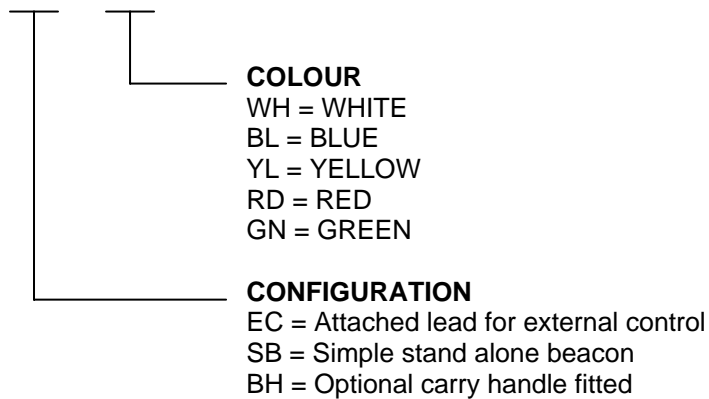 COLOUR
WH = WHITE
BL = BLUE
YL = YELLOW
RD = RED
GN = GREEN
CONFIGURATION
EC = Attached lead for external control
SB = Simple stand alone beacon
BH = Optional carry handle fitted